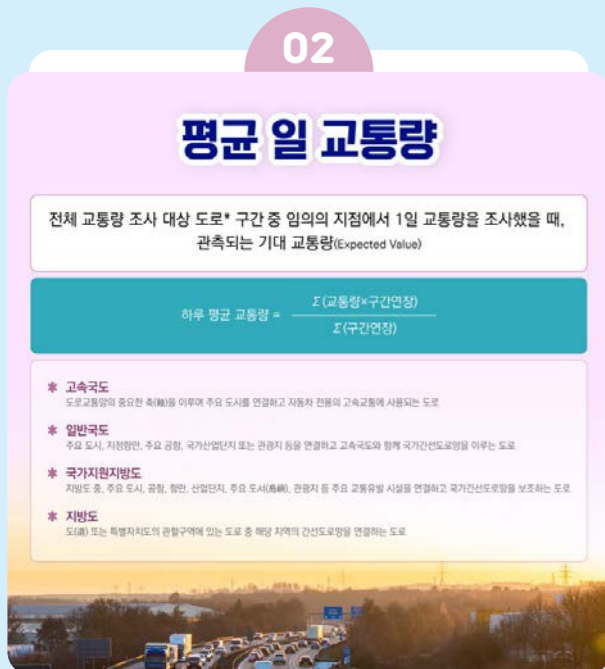 02
평균 일 교통량
전체 교통량 조사 대상 도로* 구간 중 임의의 지점에서 1일 교통량을 조사했을 때,
관측되는 기대 교통량(Expected Value)
하루 평균 교통량 = Σ(교통량×구간연장)
Σ(구간연장)
* 고속국도
도로교통망의 중요한 축(軸)을 이루며 주요 도시를 연결하고 자동차 전용의 고속교통에 사용되는 도로
* 일반국도
주요 도시, 지정항만, 주요 공항, 국가산업단지 또는 관광지 등을 연결하고 고속국도와 함께 국가간선도로망을 이루는 도로
* 국가지원지방도
지방도 중, 주요 도시, 공항, 항만, 산업단지, 주요 도서(島嶼), 관광지 등 주요 교통유발 시설을 연결하고 국가간선도로망을 보조하는 도로
* 지방도
도(道) 또는 특별자치도의 관할구역에 있는 도로 중 해당 지역의 간선도로망을 연결하는 도로